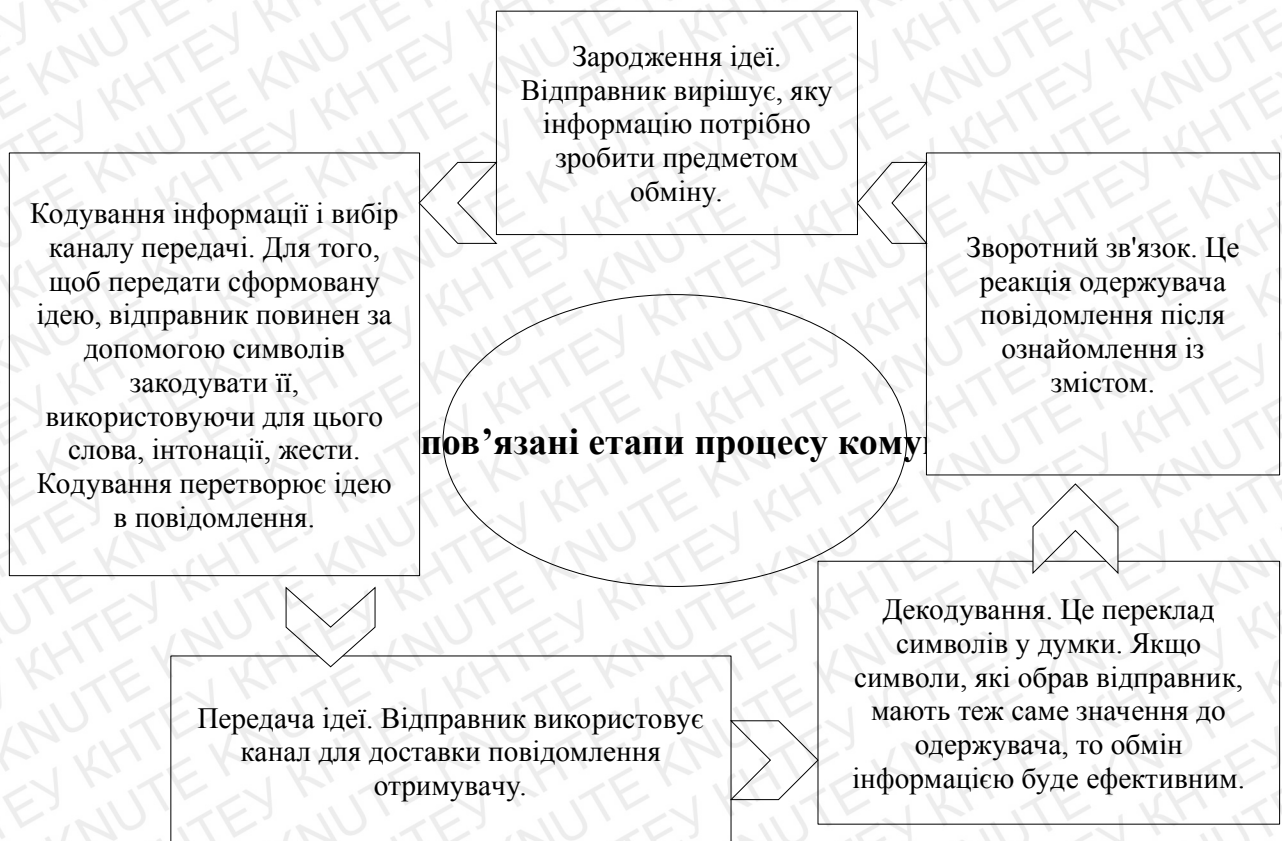 Зародження ідеї.
Відправник вирішує, яку
інформацію потрібно
зробити предметом
обміну.
Кодування інформації і вибір
каналу передачі. Для того,
щоб передати сформовану
ідею, відправник повинен за
допомогою символів
закодувати її,
використовуючи для цього
слова, інтонації, жести.
Кодування перетворює ідею
в повідомлення.
Зворотний зв'язок. Це
реакція одержувача
повідомлення після
ознайомлення із
змістом.
пов’язані етапи процесу кому
Передача ідеї. Відправник використовує
канал для доставки повідомлення
отримувачу.
Декодування. Це переклад
символів у думки. Якщо
символи, які обрав відправник,
мають теж саме значення до
одержувача, то обмін
інформацією буде ефективним.